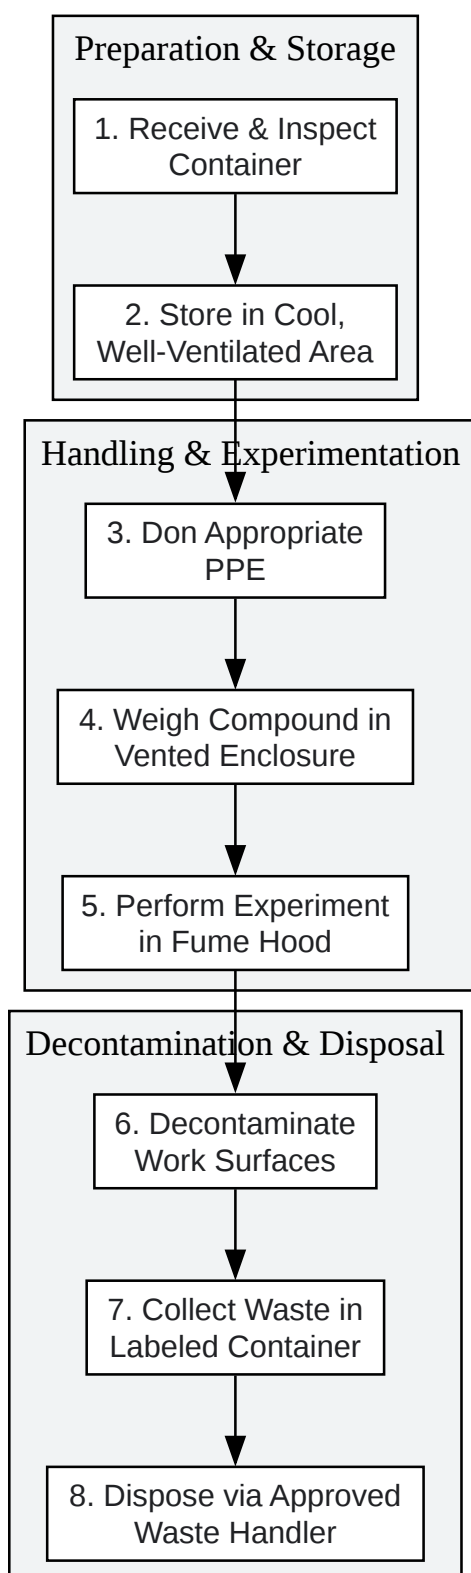 Preparation & Storage
1. Receive & Inspect
Container
2. Store in Cool,
Well-Ventilated Area
Handling & Experimentation
3. Don Appropriate
PPE
4. Weigh Compound in
Vented Enclosure
5. Perform Experiment
in Fume Hood
Decontamination & Disposal
6. Decontaminate
Work Surfaces
7. Collect Waste in
Labeled Container
8. Dispose via Approved
Waste Handler